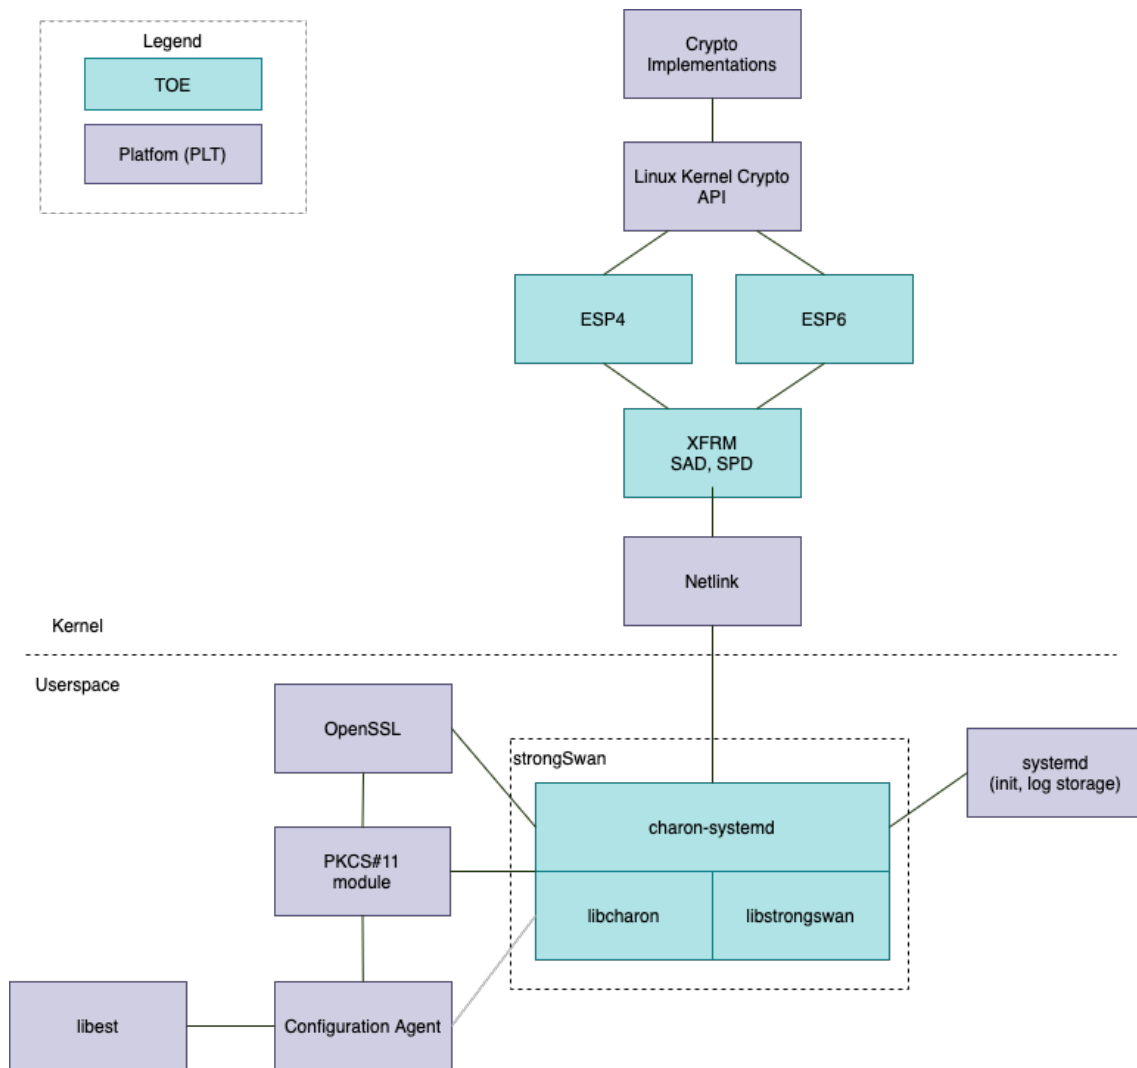 Legend
TOE
Platfom (PLT)
Crypto
Implementations
Linux Kernel Crypto
API
ESP4
ESP6
XFRM
SAD, SPD
Netlink
Kernel
Userspace
OpenSSL
strongSwan
systemd
(init, log storage)
charon-systemd
PKCS#11
module
libcharon
libstrongswan
libest
Configuration Agent